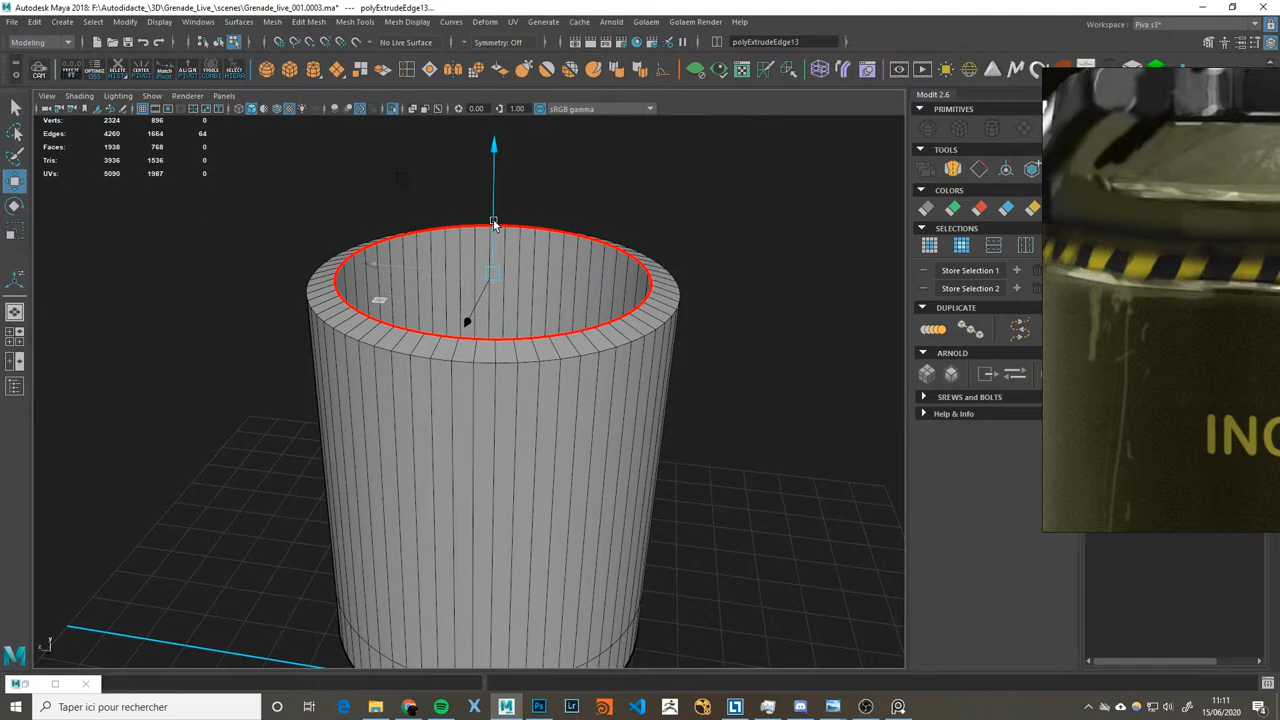 Autodesk Maya 2018: F:\Autodidacte_\3D\Grenade_Live_\scenes\Grenade_live_001.0003.ma* --- polyExtrudeEdge13...
File Edit Create Select Modify Display Windows Surfaces Mesh Edit Mesh Mesh Tools Mesh Display Curves Deform UV Generate Cache Arnold Golaem Golaem Render Help
Workspace : Piva s3*
Modeling
No Live Surface
Symmetry: Off
polyExtrudeEdge13
CAM
View Shading Lighting Show Renderer Panels
0.00 1.00 sRGB gamma
Verts: 2324 896 0
Edges: 4260 1664 64
Faces: 1938 768 0
Tris: 3936 1536 0
UVs: 5090 1987 0
ModIt 2.6
PRIMITIVES
TOOLS
COLORS
SELECTIONS
Store Selection 1
Store Selection 2
DUPLICATE
ARNOLD
SREWS and BOLTS
Help & Info
INC
y
z
Taper ici pour rechercher
11:11
15/06/2020